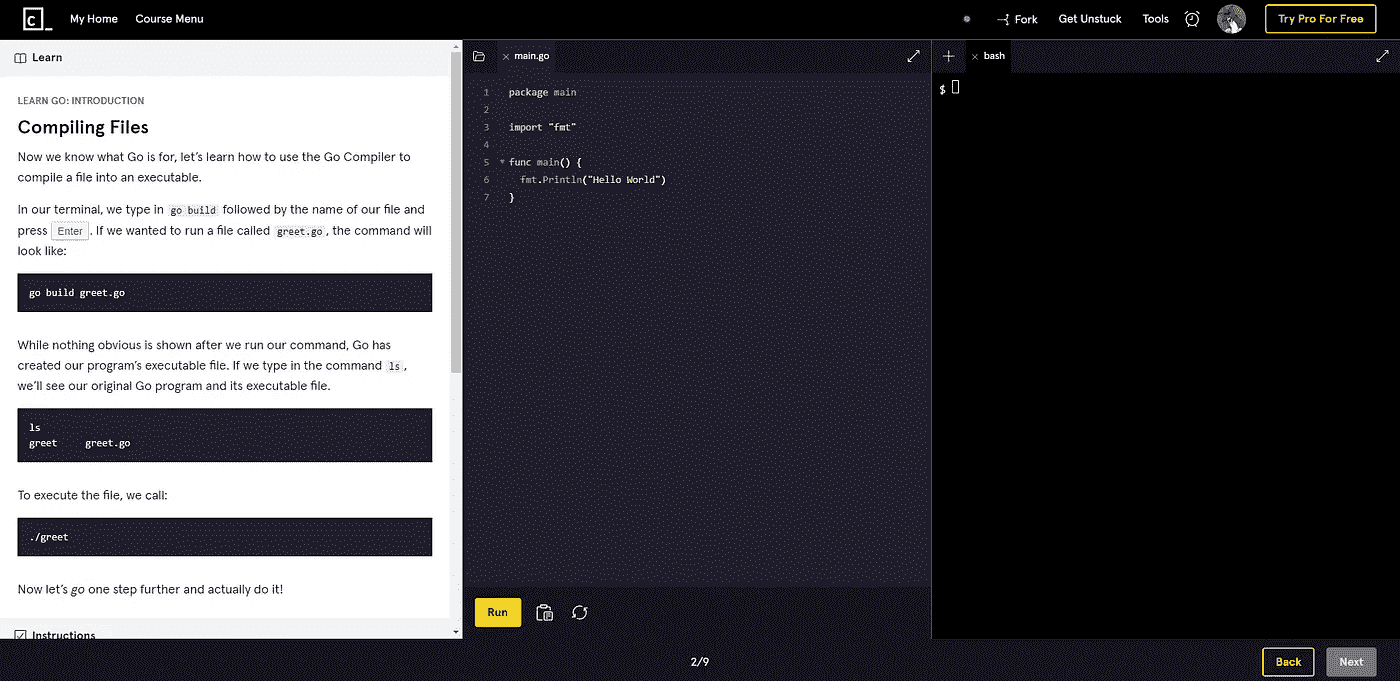 My Home Course Menu Fork Get Unstuck Tools Try Pro For Free
Learn
LEARN GO: INTRODUCTION
Compiling Files
Now we know what Go is for, let's learn how to use the Go Compiler to
compile a file into an executable.
In our terminal, we type in go build followed by the name of our file and
press Enter. If we wanted to run a file called greet.go, the command will
look like:
go build greet.go
While nothing obvious is shown after we run our command, Go has
created our program's executable file. If we type in the command ls,
we'll see our original Go program and its executable file.
ls
greet greet.go
To execute the file, we call:
./greet
Now let's go one step further and actually do it!
Instructions
main.go
1 package main
2
3 import "fmt"
4
5 func main() {
6 fmt.Println("Hello World")
7 }
Run
bash
$
2/9
Back Next